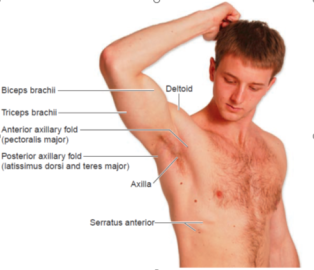 Biceps brachii
Deltoid
Triceps brachii
Anterior axillary fold
(pectoralis major)
Posterior axillary fold
(latissimus dorsi and teres major)
Axilla
Serratus anterior